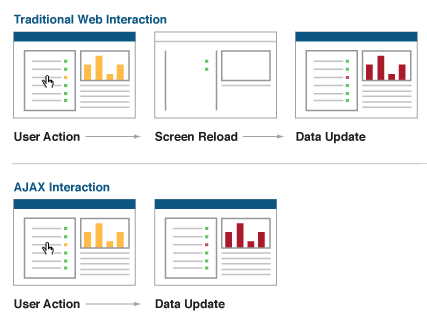 Traditional Web Interaction
User Action
Screen Reload
Data Update
AJAX Interaction
User Action
Data Update